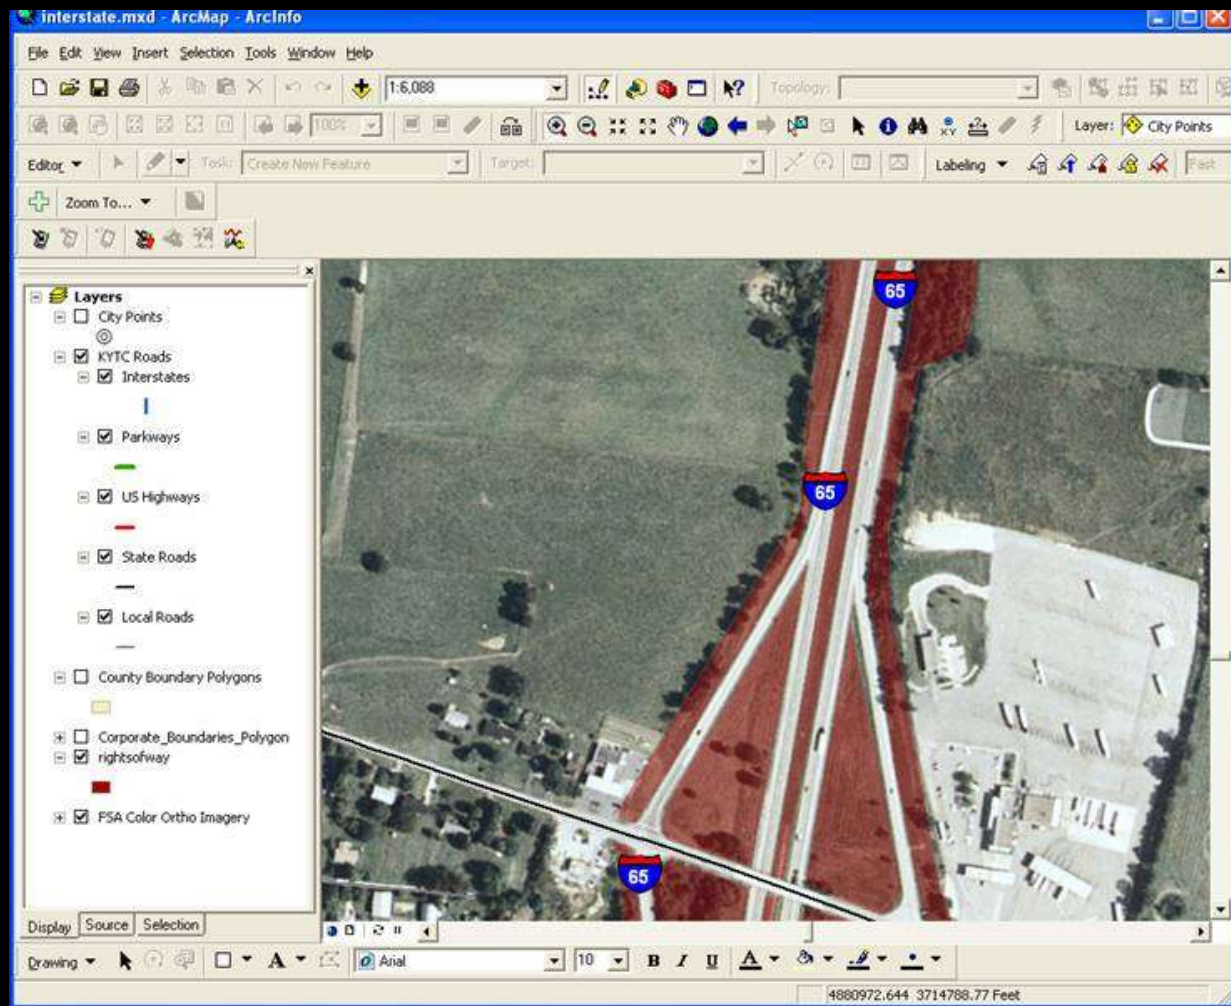 interstate.mxd - ArcMap - ArcInfo
File Edit View Insert Selection Tools Window Help
1:6,088 Topology:
100% Layer: City Points
Editor Task: Create New Feature Target: Labeling Fast
Zoom To...
Layers
City Points
KYTC Roads
Interstates
Parkways
US Highways
State Roads
Local Roads
County Boundary Polygons
Corporate_Boundaries_Polygon
rightsofway
FSA Color Ortho Imagery
65
65
65
Display Source Selection
Drawing Arial 10 B I U A
4880972.644 3714788.77 Feet